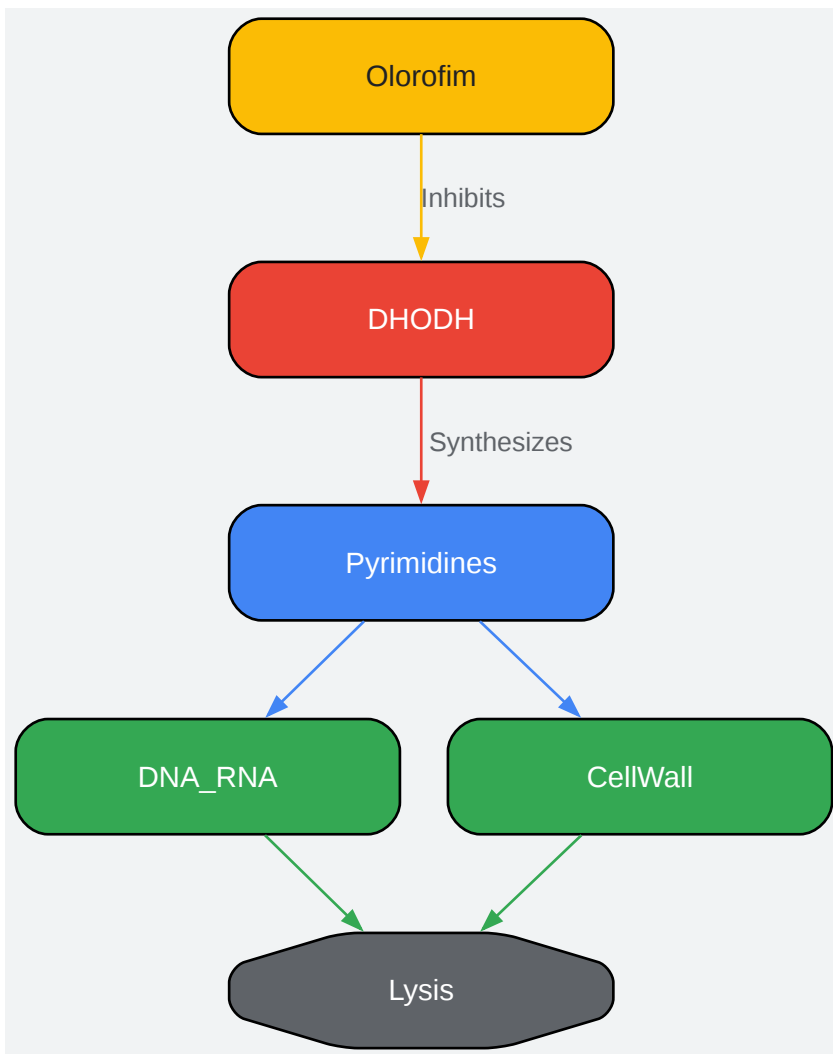 Olorofim
Inhibits
DHODH
Synthesizes
Pyrimidines
DNA_RNA
CellWall
Lysis